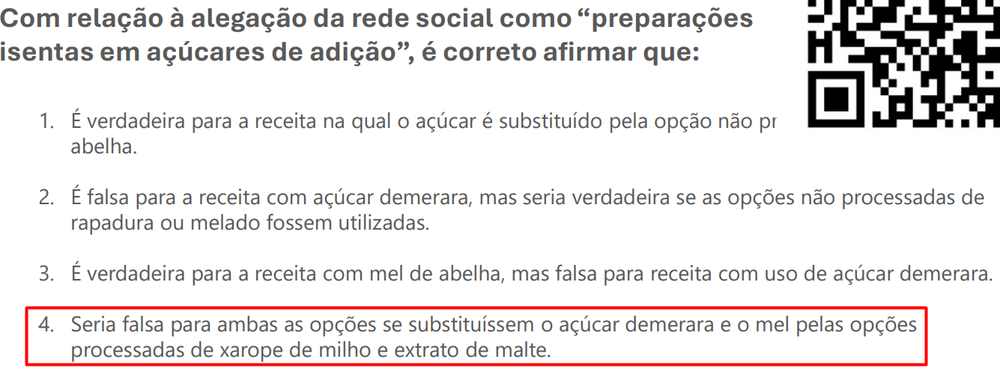 Com relação à alegação da rede social como “preparações
isentas em açúcares de adição”, é correto afirmar que:
1. É verdadeira para a receita na qual o açúcar é substituído pela opção não
abelha.
2. É falsa para a receita com açúcar demerara, mas seria verdadeira se as opções não processadas de
rapadura ou melado fossem utilizadas.
3. É verdadeira para a receita com mel de abelha, mas falsa para receita com uso de açúcar demerara.
4. Seria falsa para ambas as opções se substituíssem o açúcar demerara e o mel pelas opções
processadas de xarope de milho e extrato de malte.